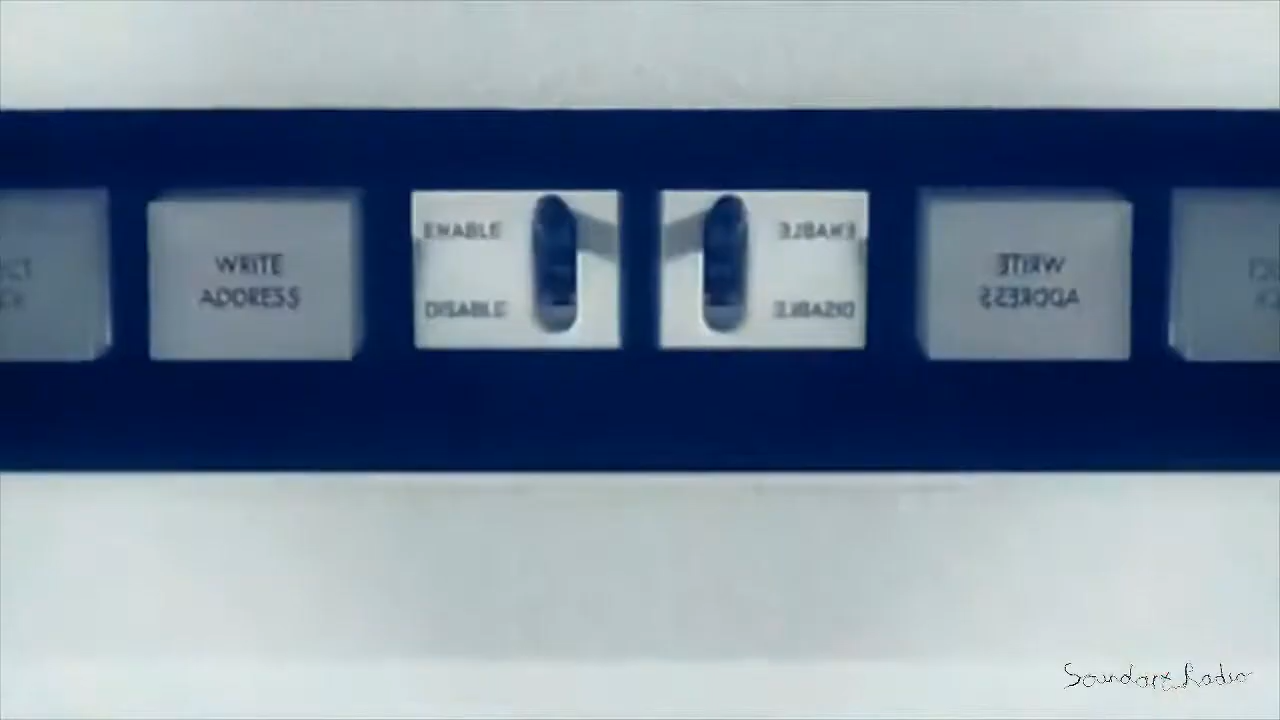 ENABLE
DISABLE
WRITE
ADDRESS
ENABLE
DISABLE
WRITE
ADDRESS
Soundart Radio